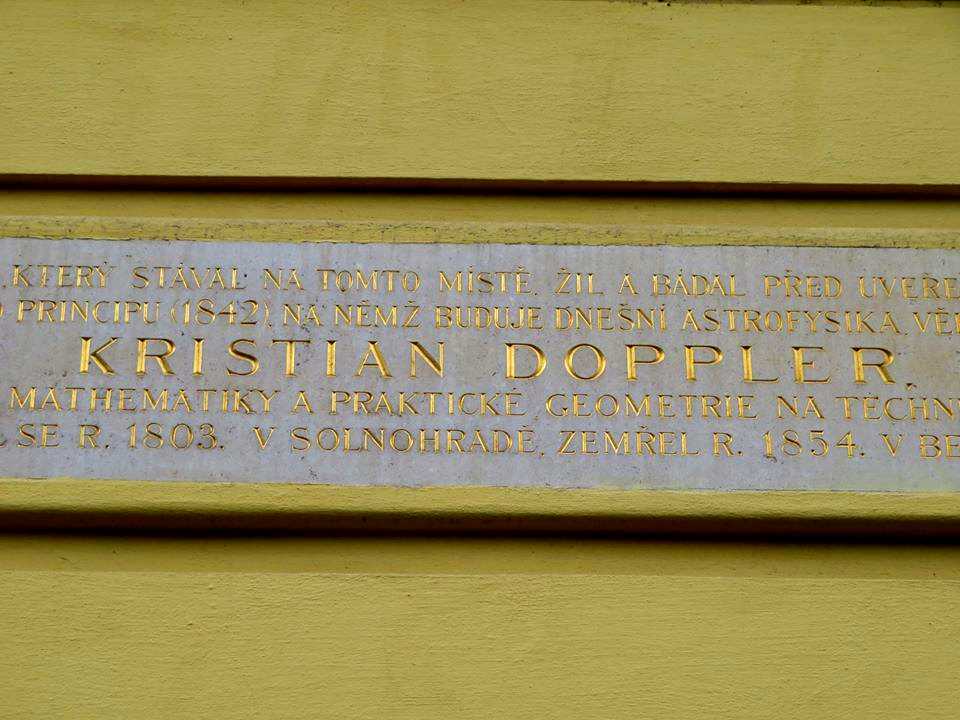 KTERÝ STÁVAL NA TOMTO MÍSTĚ, ŽIL A BÁDAL PŘED UVEŘE
PRINCIPU (1842), NA NĚMŽ BUDUJE DNEŠNÍ ASTROFYSIKA, VĚ
KRISTIAN DOPPLER,
MATHEMATIKY A PRAKTICKÉ GEOMETRIE NA TECHN
SE R. 1803. V SOLNOHRADĚ, ZEMŘEL R. 1854. V BE